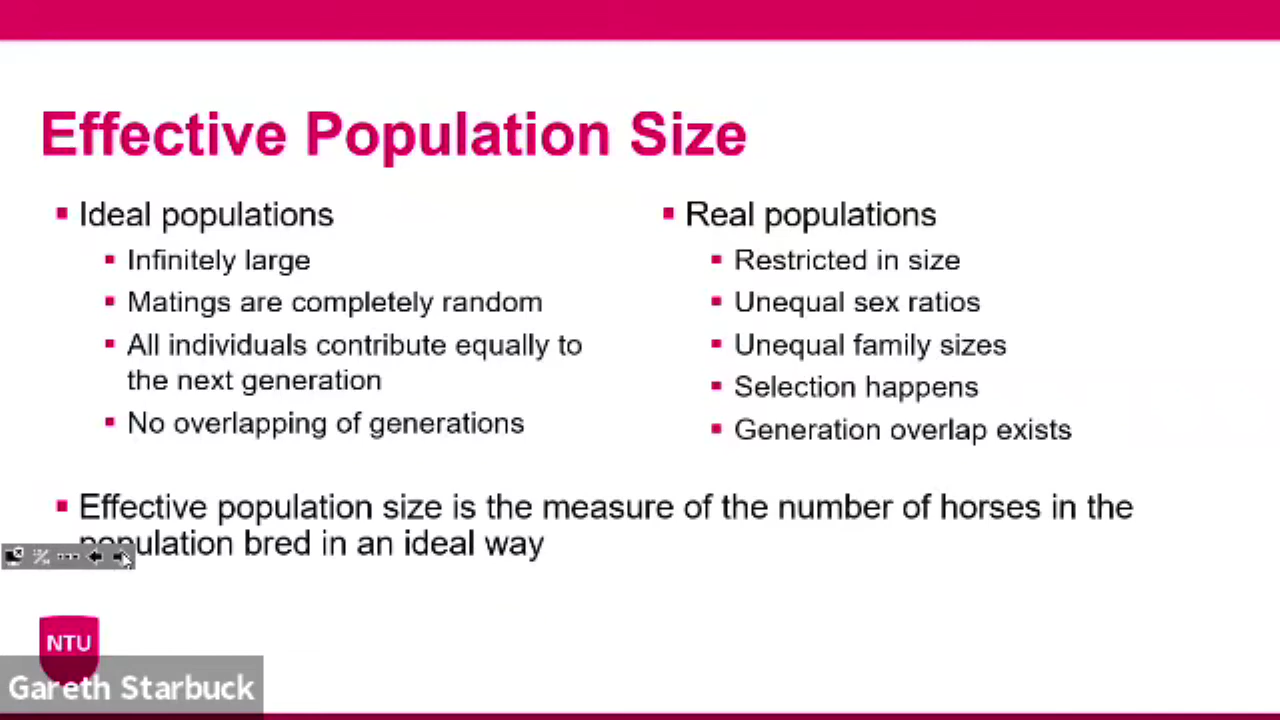 Effective Population Size
Ideal populations
Infinitely large
Matings are completely random
All individuals contribute equally to
the next generation
No overlapping of generations
Real populations
Restricted in size
Unequal sex ratios
Unequal family sizes
Selection happens
Generation overlap exists
Effective population size is the measure of the number of horses in the
population bred in an ideal way
NTU
Gareth Starbuck